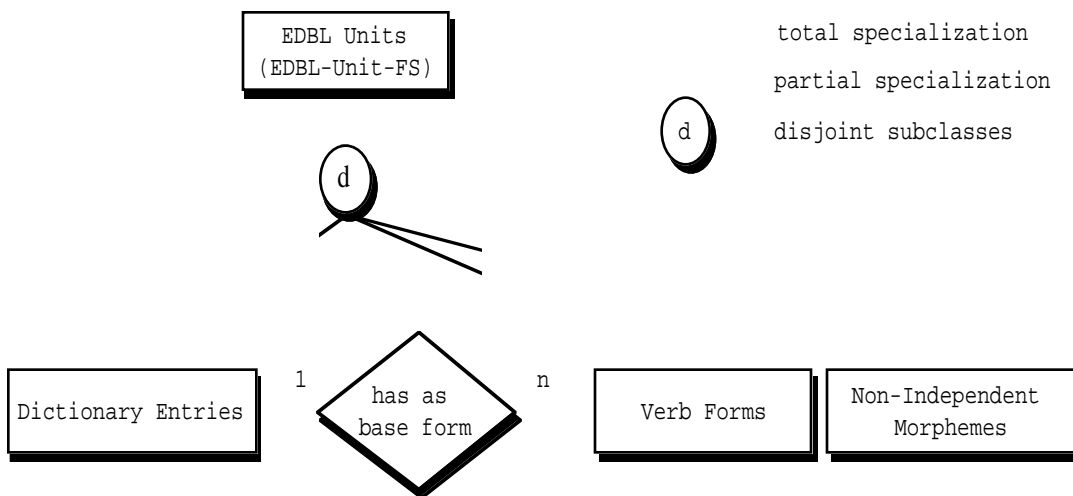 EDBL Units
(EDBL-Unit-FS)
total specialization
partial specialization
d
disjoint subclasses
d
Dictionary Entries
1
has as
base form
n
Verb Forms
Non-Independent
Morphemes